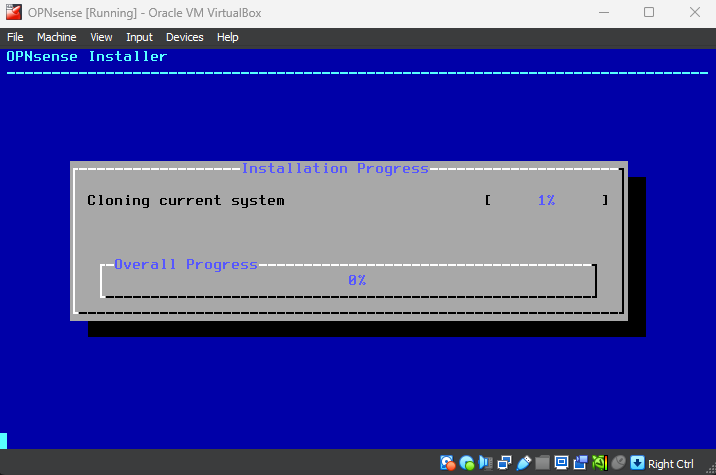 OPNsense [Running] - Oracle VM VirtualBox
File Machine View Input Devices Help
OPNsense Installer
Installation Progress
Cloning current system [ 1% ]
Overall Progress
0%
Right Ctrl